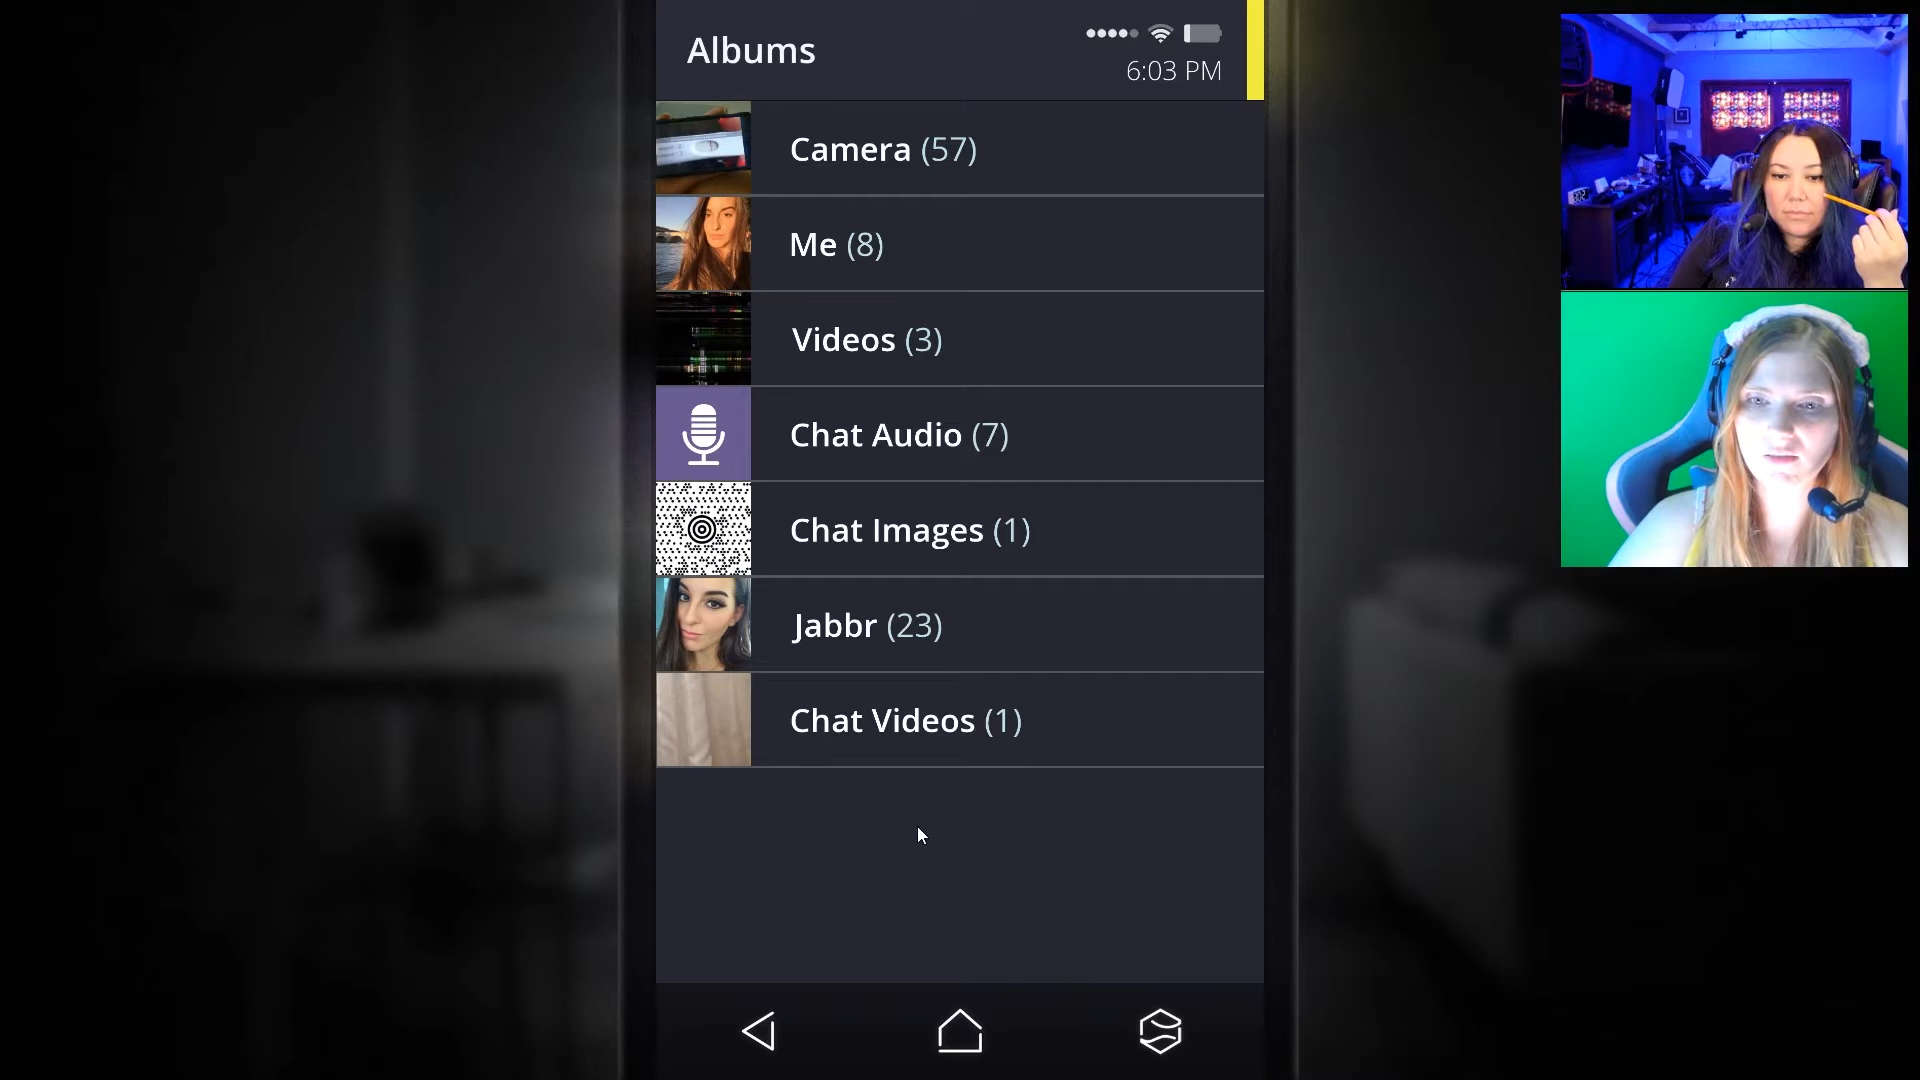 Albums
6:03 PM
Camera (57)
Me (8)
Videos (3)
Chat Audio (7)
Chat Images (1)
Jabbr (23)
Chat Videos (1)